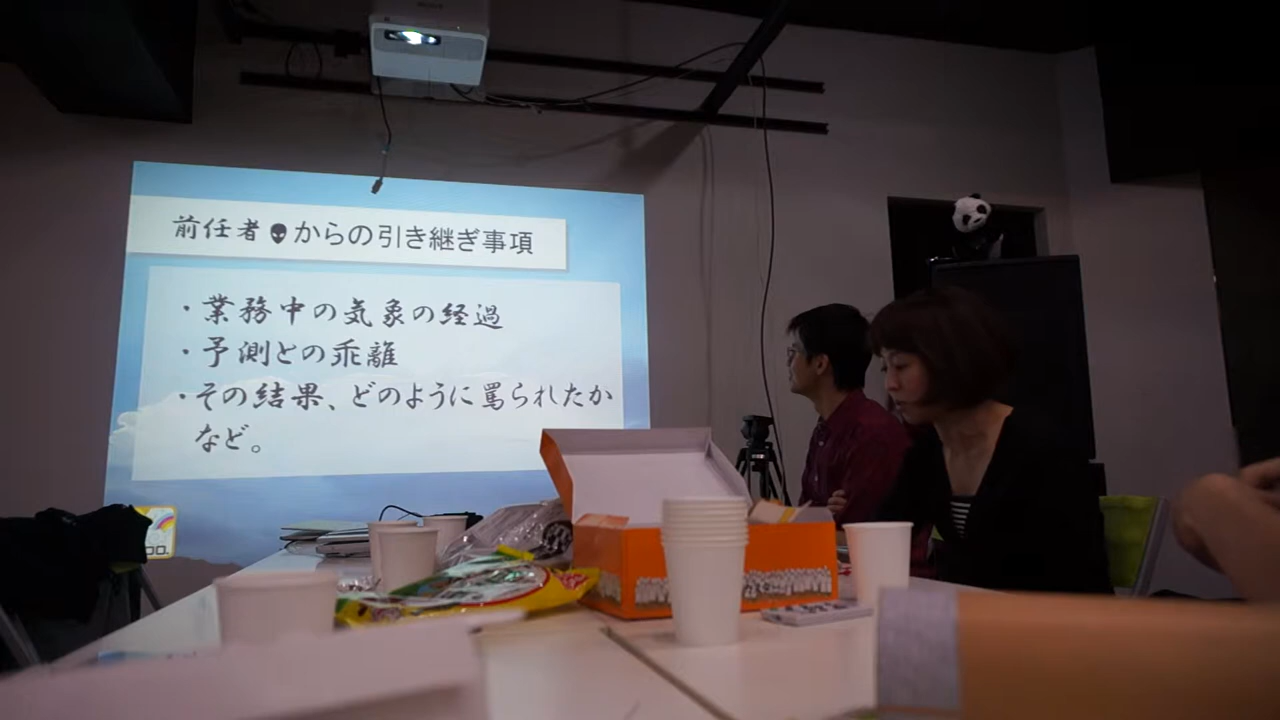 前任者👽からの引き継ぎ事項
・業務中の気象の経過
・予測との乖離
・その結果、どのように罵られたか
など。